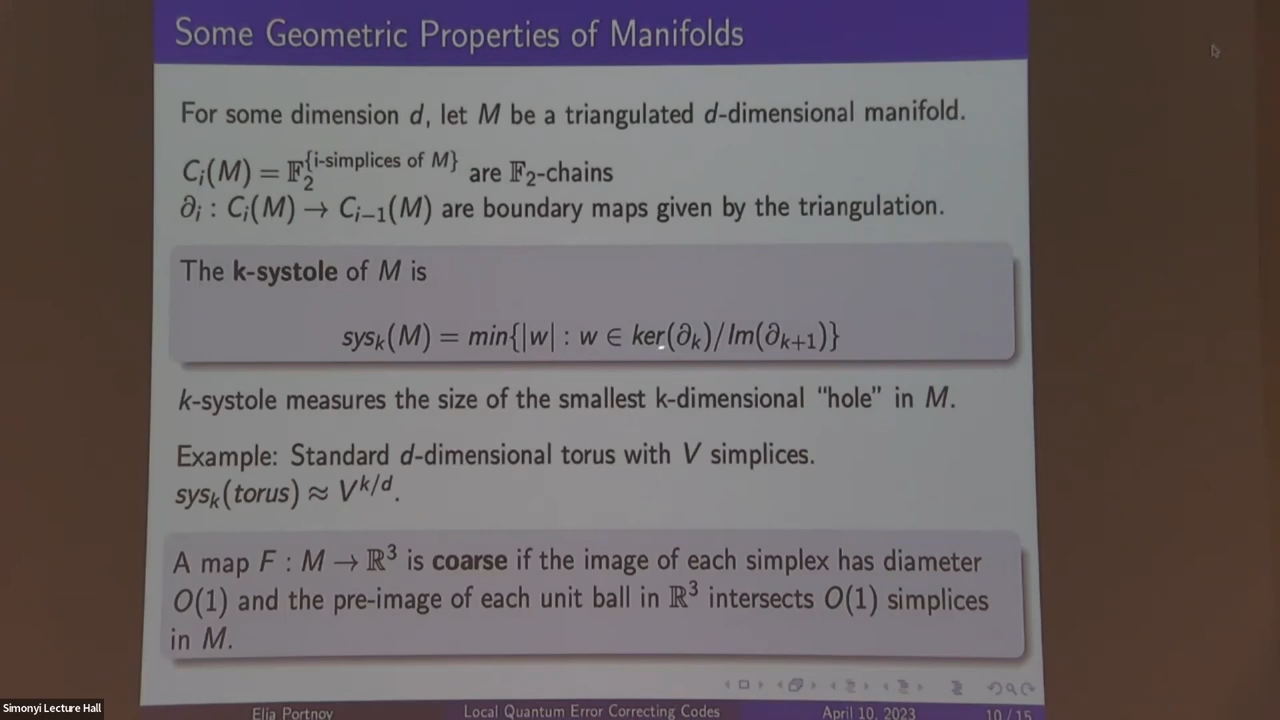 Some Geometric Properties of Manifolds
For some dimension d, let M be a triangulated d-dimensional manifold.
C_i(M) = 𝔽_2^{i-simplices of M} are 𝔽_2-chains
∂_i : C_i(M) → C_{i−1}(M) are boundary maps given by the triangulation.
The k-systole of M is
sys_k(M) = min{|w| : w ∈ ker(∂_k)/Im(∂_{k+1})}
k-systole measures the size of the smallest k-dimensional “hole” in M.
Example: Standard d-dimensional torus with V simplices.
sys_k(torus) ≈ V^{k/d}.
A map F : M → ℝ^3 is coarse if the image of each simplex has diameter
O(1) and the pre-image of each unit ball in ℝ^3 intersects O(1) simplices
in M.
Simonyi Lecture Hall
Elia Portnoy Local Quantum Error Correcting Codes April 10, 2023 10 / 15